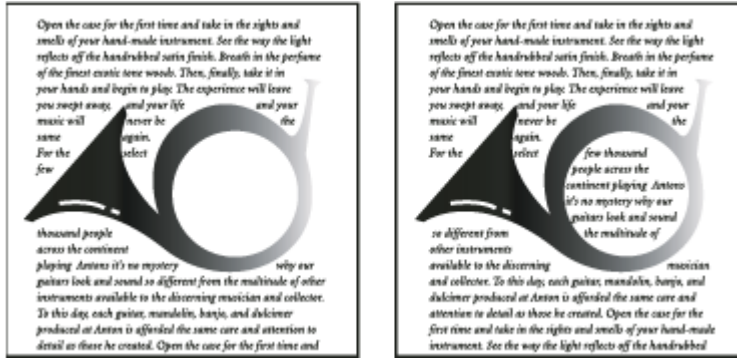 Open the case for the first time and take in the sights and
smells of your hand-made instrument. See the way the light
reflects off the handrubbed satin finish. Breath in the perfume
of the finest exotic tone woods. Then, finally, take it in
your hands and begin to play. The experience will leave
you swept away, and your life and your
music will never be the
same again.
For the select
few
thousand people
across the continent
playing Antons it's no mystery why our
guitars look and sound so different from the multitude of other
instruments available to the discerning musician and collector.
To this day, each guitar, mandolin, banjo, and dulcimer
produced at Anton is afforded the same care and attention to
detail as those he created. Open the case for the first time and
Open the case for the first time and take in the sights and
smells of your hand-made instrument. See the way the light
reflects off the handrubbed satin finish. Breath in the perfume
of the finest exotic tone woods. Then, finally, take it in
your hands and begin to play. The experience will leave
you swept away, and your life and your
music will never be the
same again.
For the select few thousand
people across the
continent playing Antons
it's no mystery why our
guitars look and sound
so different from the multitude of
other instruments
available to the discerning musician
and collector. To this day, each guitar, mandolin, banjo, and
dulcimer produced at Anton is afforded the same care and
attention to detail as those he created. Open the case for the
first time and take in the sights and smells of your hand-made
instrument. See the way the light reflects off the handrubbed